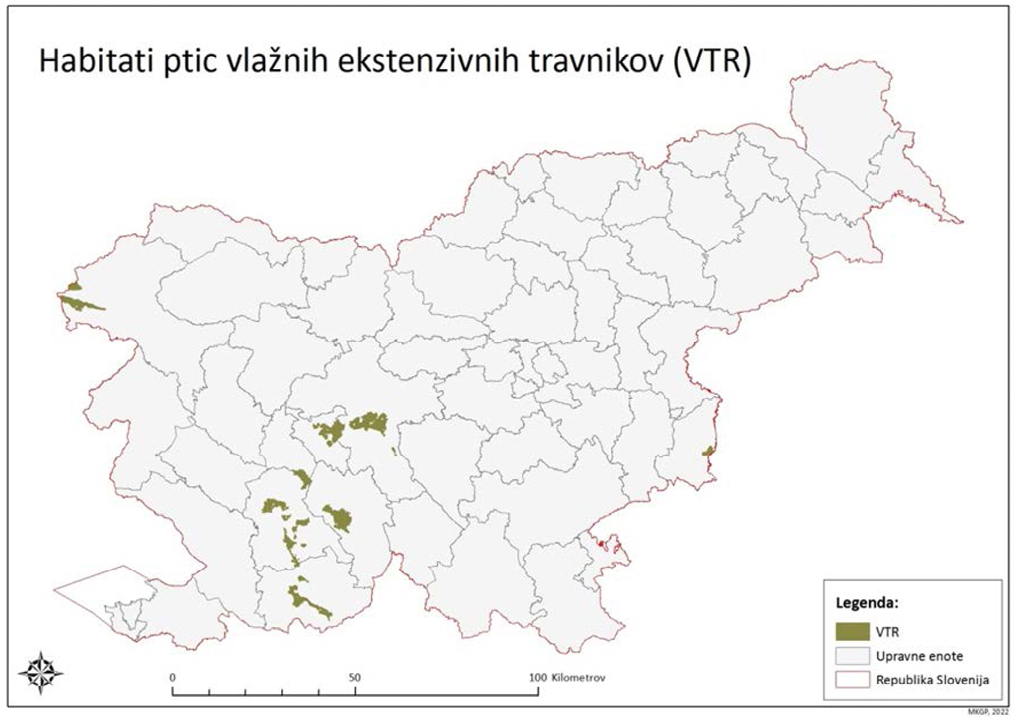 Habitati ptic vlažnih ekstenzivnih travnikov (VTR)
Legenda:
VTR
Upravne enote
Republika Slovenija
0 50 100 Kilometrov
MKGP, 2022